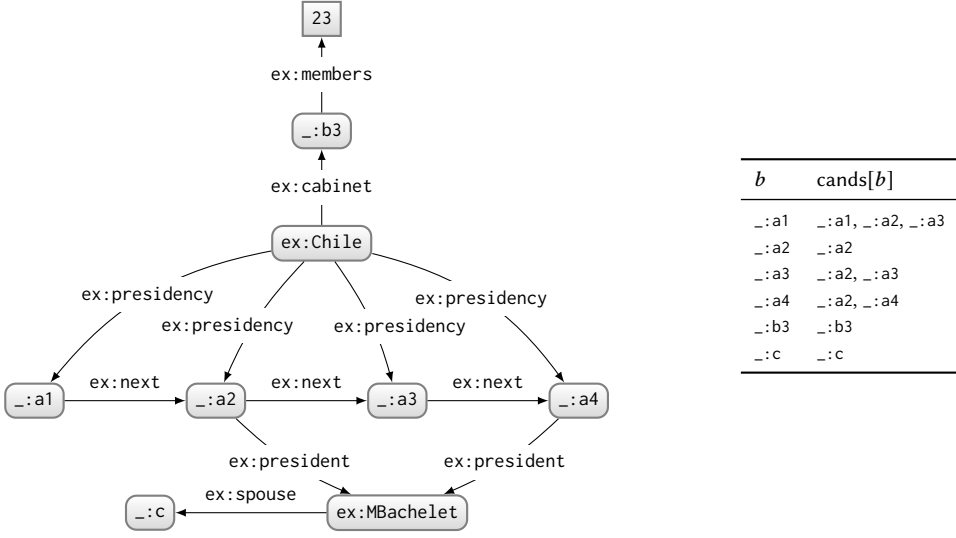 23
ex:members
_:b3
ex:cabinet
ex:Chile
ex:presidency
ex:presidency
ex:presidency
ex:presidency
_:a1
ex:next
_:a2
ex:next
_:a3
ex:next
_:a4
ex:president
ex:president
_:c
ex:spouse
ex:MBachelet
b cands[b]
_:a1 _:a1, _:a2, _:a3
_:a2 _:a2
_:a3 _:a2, _:a3
_:a4 _:a2, _:a4
_:b3 _:b3
_:c _:c